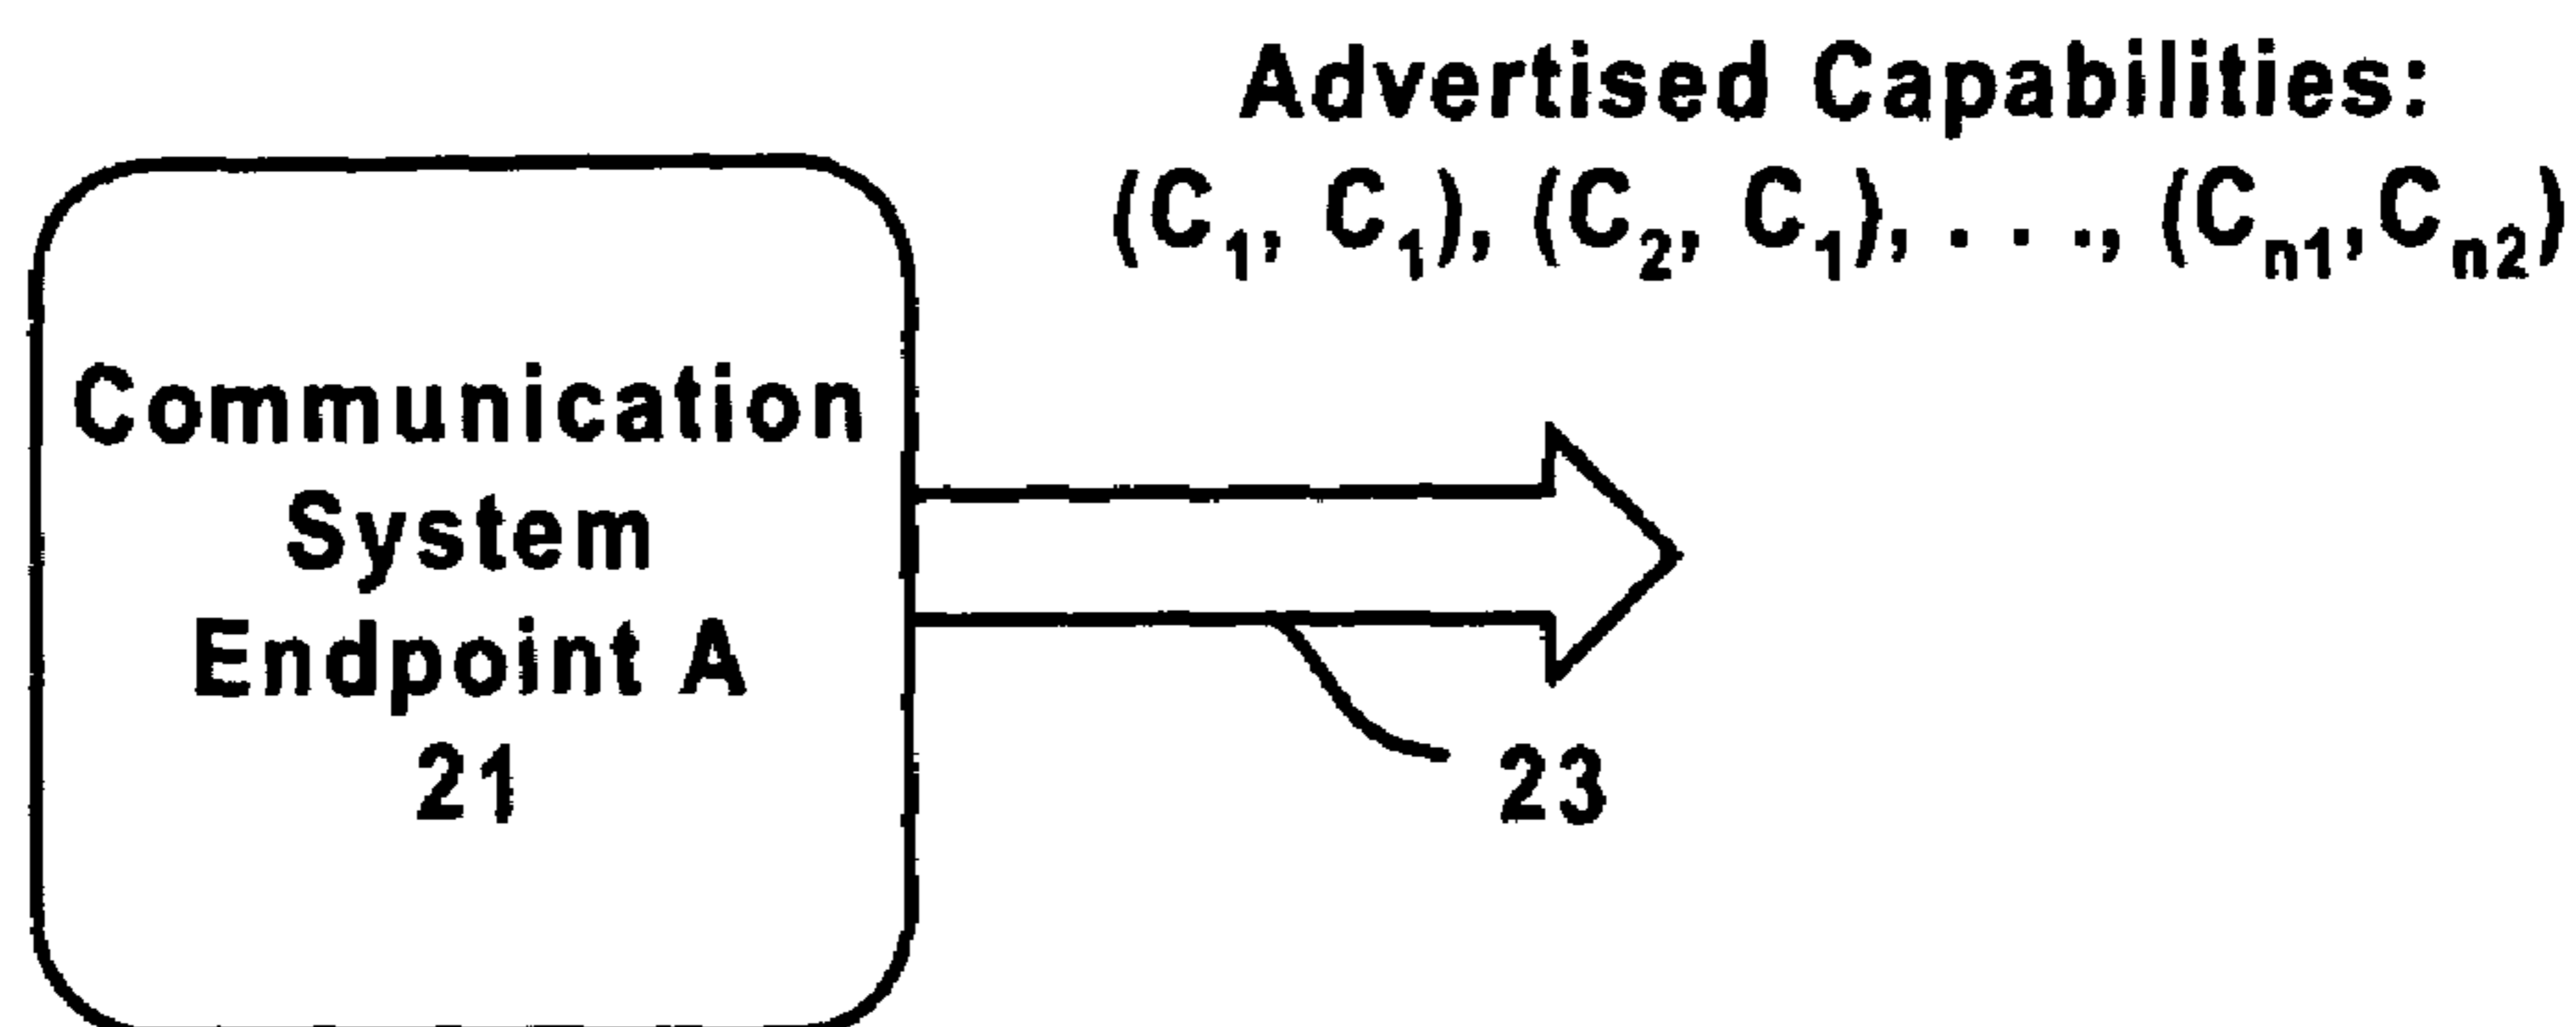 Advertised Capabilities:
(C₁, C₁), (C₂, C₁), . . ., (Cₙ₁,Cₙ₂)
Communication
System
Endpoint A
21
23